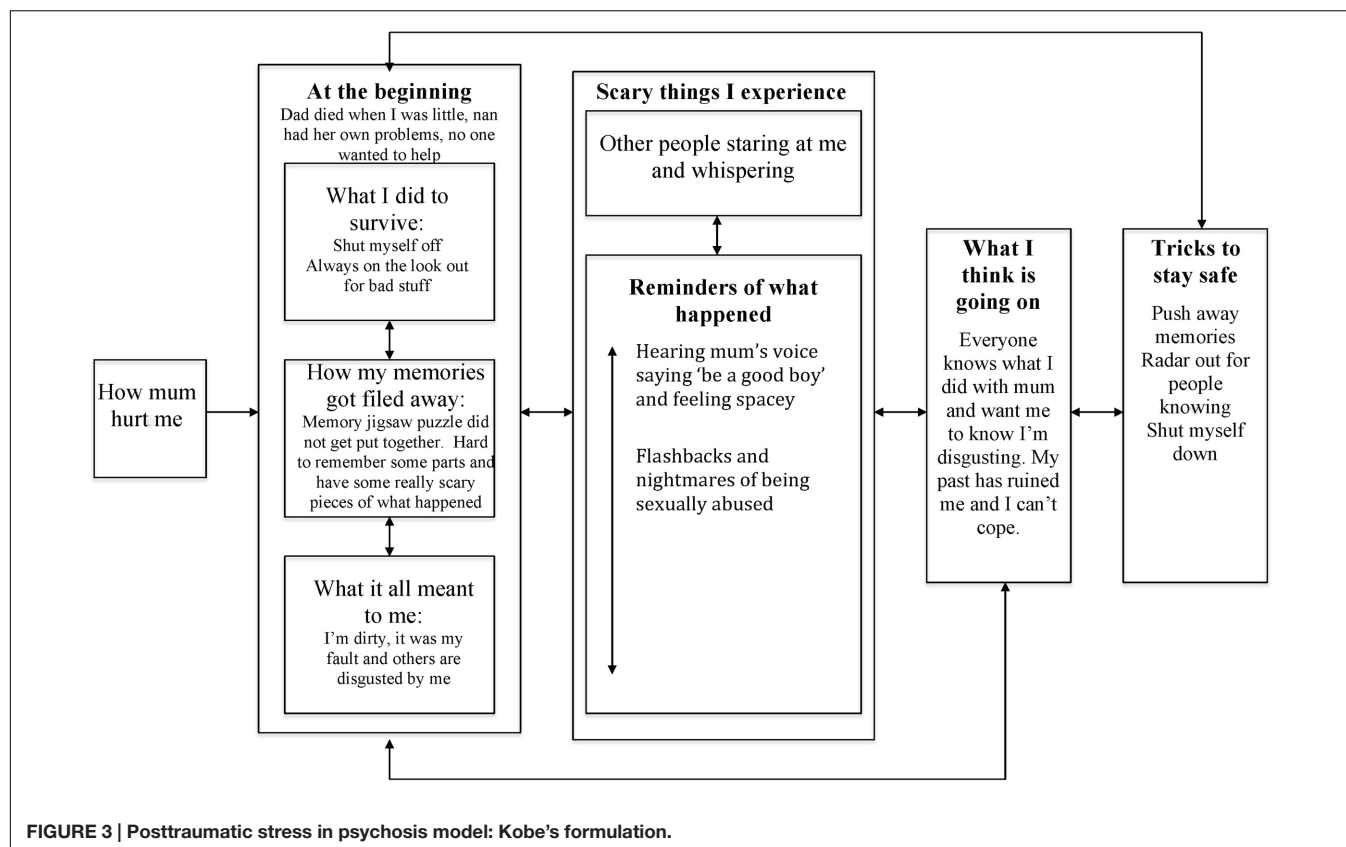 At the beginning
Dad died when I was little, nan
had her own problems, no one
wanted to help
What I did to
survive:
Shut myself off
Always on the look out
for bad stuff
How mum
hurt me
How my memories
got filed away:
Memory jigsaw puzzle did
not get put together. Hard
to remember some parts and
have some really scary
pieces of what happened
What it all meant
to me:
I'm dirty, it was my
fault and others are
disgusted by me
Scary things I experience
Other people staring at me
and whispering
Reminders of what
happened
Hearing mum's voice
saying ‘be a good boy’
and feeling spacey
Flashbacks and
nightmares of being
sexually abused
What I
think is
going on
Everyone
knows what I
did with mum
and want me
to know I'm
disgusting. My
past has ruined
me and I can't
cope.
Tricks to
stay safe
Push away
memories
Radar out for
people
knowing
Shut myself
down
FIGURE 3 | Posttraumatic stress in psychosis model: Kobe's formulation.